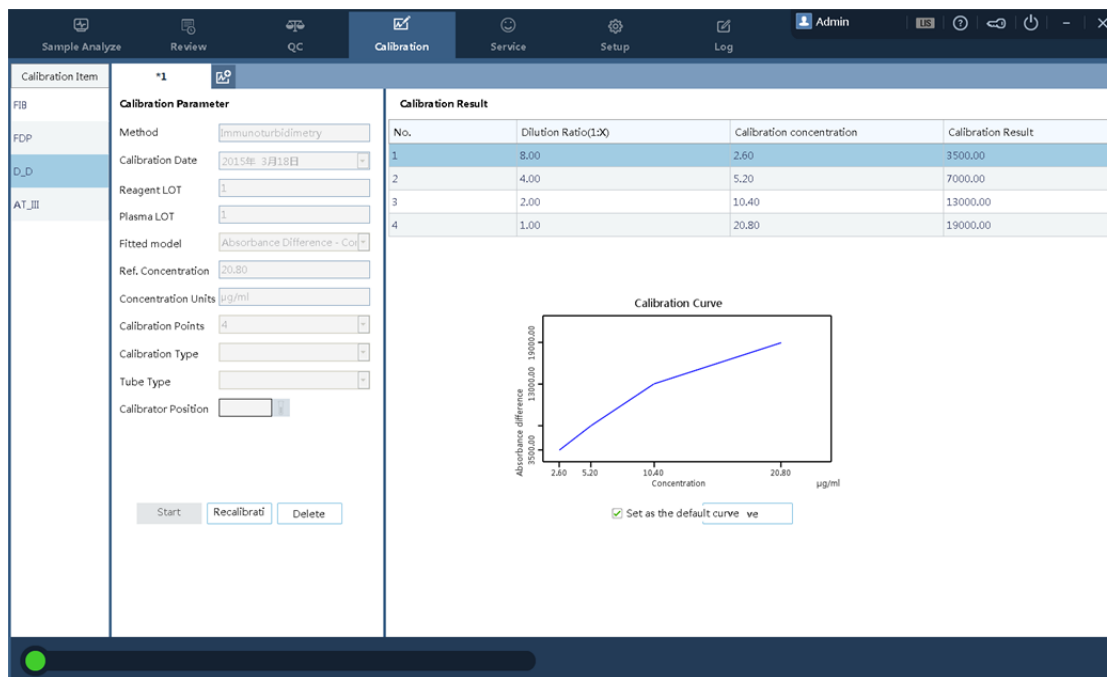 Admin
LIS
Sample Analyze
Review
QC
Calibration
Service
Setup
Log
Calibration Item
FIB
FDP
D_D
AT_III
*1
Calibration Parameter
Method
Immunoturbidimetry
Calibration Date
2015年 3月18日
Reagent LOT
1
Plasma LOT
1
Fitted model
Absorbance Difference - Con
Ref. Concentration
20.80
Concentration Units
μg/ml
Calibration Points
4
Calibration Type
Tube Type
Calibrator Position
Start
Recalibrati
Delete
Calibration Result
No. Dilution Ratio(1:X) Calibration concentration Calibration Result
1 8.00 2.60 3500.00
2 4.00 5.20 7000.00
3 2.00 10.40 13000.00
4 1.00 20.80 19000.00
Calibration Curve
Absorbance difference
19000.00
13000.00
3500.00
2.60 5.20 10.40 20.80
Concentration
μg/ml
Set as the default curve ve